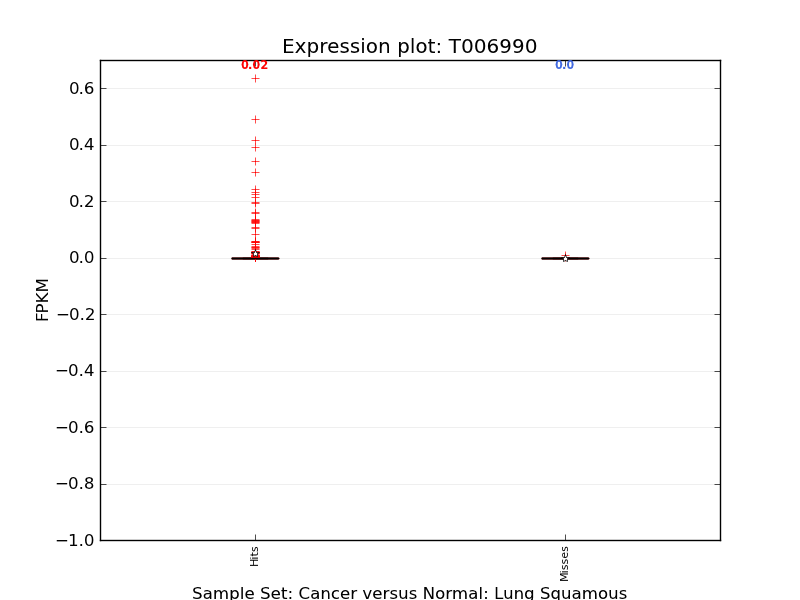 Expression plot: T006990
0.02
0.0
0.6
0.4
0.2
0.0
−0.2
−0.4
−0.6
−0.8
−1.0
FPKM
Hits
Misses
Sample Set: Cancer versus Normal: Lung Squamous